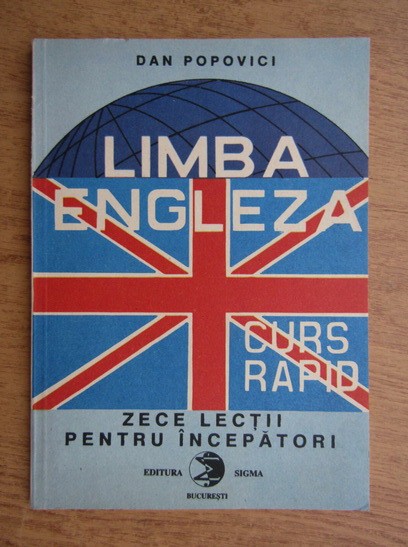 DAN POPOVICI
LIMBA
ENGLEZA
CURS
RAPID
ZECE LECȚII
PENTRU ÎNCEPĂTORI
EDITURA SIGMA
BUCUREȘTI